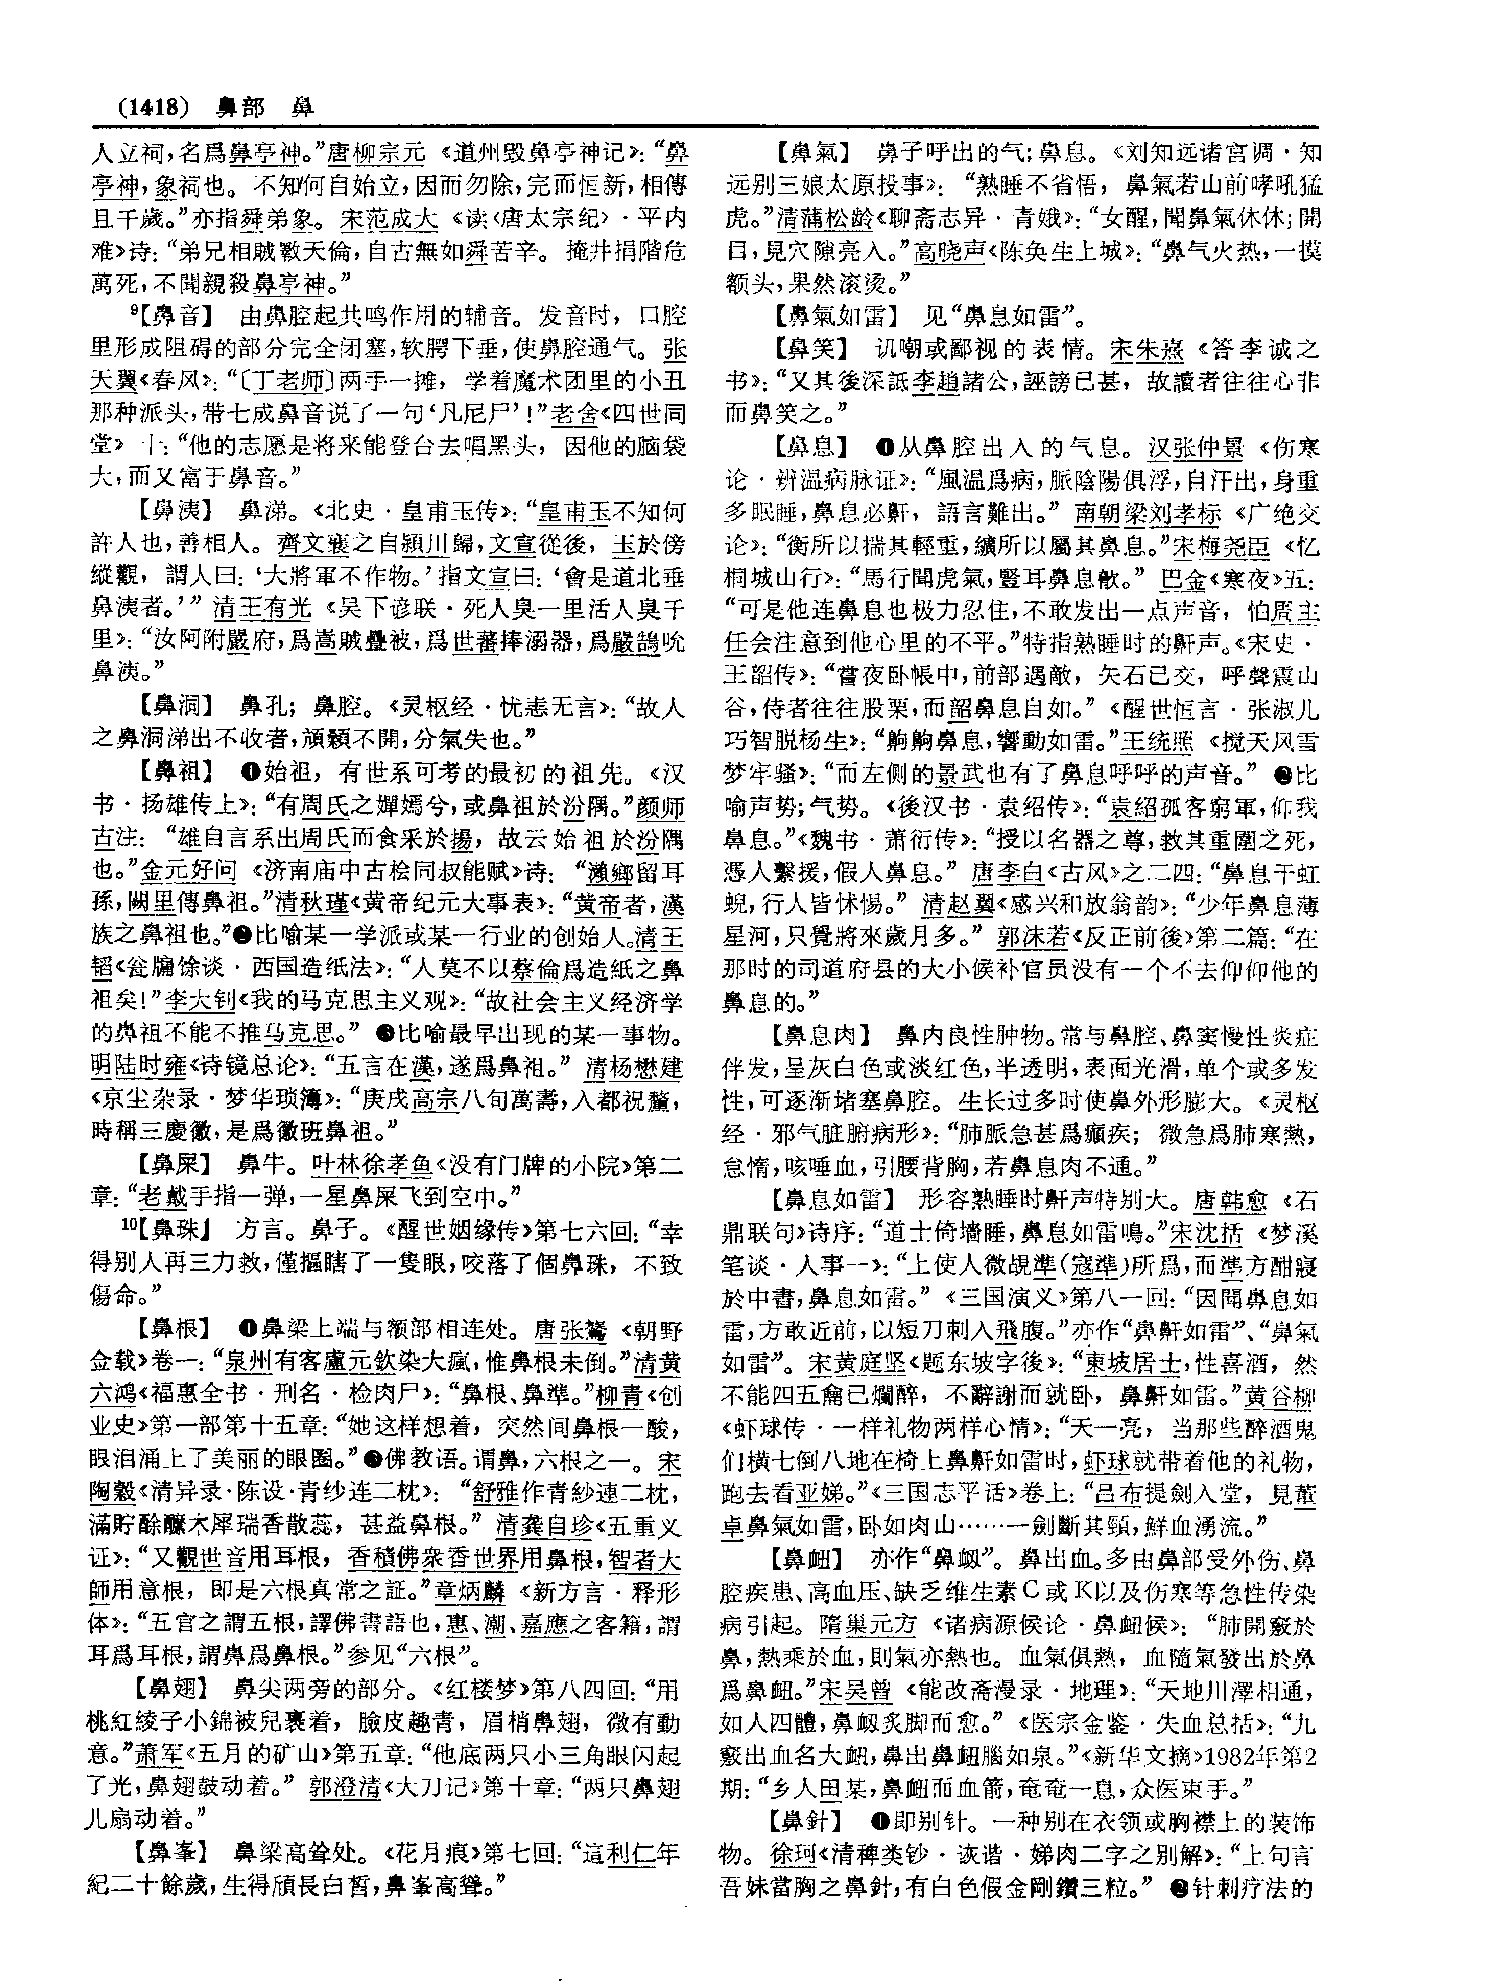 (1418) 鼻部 鼻
人立祠，名爲鼻亭神。”唐柳宗元《道州毁鼻亭神记》：“鼻
亭神，象祠也。不知何自始立，因而勿除，完而恒新，相傳
且千歲。”亦指舜弟象。宋范成大《读〈唐太宗纪〉·平内
难》诗：“弟兄相賊斁天倫，自古無如舜苦辛。掩井捐階危
萬死，不聞親殺鼻亭神。”
⁹【鼻音】 由鼻腔起共鸣作用的辅音。发音时，口腔
里形成阻碍的部分完全闭塞，软腭下垂，使鼻腔通气。张
天翼《春风》：“〔丁老师〕两手一摊，学着魔术团里的小丑
那种派头，带七成鼻音说了一句‘凡尼尸’！”老舍《四世同
堂》十：“他的志愿是将来能登台去唱黑头，因他的脑袋
大，而又富于鼻音。”
【鼻洟】 鼻涕。《北史·皇甫玉传》：“皇甫玉不知何
許人也，善相人。齊文襄之自潁川歸，文宣從後，玉於傍
縱觀，謂人曰：‘大將軍不作物。’指文宣曰：‘會是道北垂
鼻洟者。’”清王有光《吴下谚联·死人臭一里活人臭千
里》：“汝阿附嚴府，爲嵩賊疊被，爲世蕃捧溺器，爲嚴鵠吮
鼻洟。”
【鼻洞】 鼻孔；鼻腔。《灵枢经·忧恚无言》：“故人
之鼻洞涕出不收者，頏顙不開，分氣失也。”
【鼻祖】 ❶始祖，有世系可考的最初的祖先。《汉
书·扬雄传上》：“有周氏之嬋嫣兮，或鼻祖於汾隅。”颜师
古注：“雄自言系出周氏而食采於揚，故云始祖於汾隅
也。”金元好问《济南庙中古桧同叔能赋》诗：“瀨鄉留耳
孫，闕里傳鼻祖。”清秋瑾《黄帝纪元大事表》：“黄帝者，漢
族之鼻祖也。”❷比喻某一学派或某一行业的创始人。清王
韬《瓮牖馀谈·西国造纸法》：“人莫不以蔡倫爲造紙之鼻
祖矣！”李大钊《我的马克思主义观》：“故社会主义经济学
的鼻祖不能不推马克思。” ❸比喻最早出现的某一事物。
明陆时雍《诗镜总论》：“五言在漢，遂爲鼻祖。”清杨懋建
《京尘杂录·梦华琐簿》：“庚戌高宗八旬萬壽，入都祝釐，
時稱三慶徽，是爲徽班鼻祖。”
【鼻屎】 鼻牛。叶林徐孝鱼《没有门牌的小院》第二
章：“老戴手指一弹，一星鼻屎飞到空中。”
¹⁰【鼻珠】 方言。鼻子。《醒世姻缘传》第七六回：“幸
得别人再三力救，僅摳瞎了一隻眼，咬落了個鼻珠，不致
傷命。”
【鼻根】 ❶鼻梁上端与额部相连处。唐张鷟《朝野
佥载》卷一：“泉州有客盧元欽染大瘋，惟鼻根未倒。”清黄
六鸿《福惠全书·刑名·检肉尸》：“鼻根、鼻準。”柳青《创
业史》第一部第十五章：“她这样想着，突然间鼻根一酸，
眼泪涌上了美丽的眼圈。”❷佛教语。谓鼻，六根之一。宋
陶穀《清异录·陈设·青纱连二枕》：“舒雅作青紗連二枕，
滿貯酴醾木犀瑞香散蕊，甚益鼻根。”清龚自珍《五重义
证》：“又觀世音用耳根，香積佛衆香世界用鼻根，智者大
師用意根，即是六根真常之証。”章炳麟《新方言·释形
体》：“五官之謂五根，譯佛書語也，惠、潮、嘉應之客籍，謂
耳爲耳根，謂鼻爲鼻根。”参见“六根”。
【鼻翅】 鼻尖两旁的部分。《红楼梦》第八四回：“用
桃紅綾子小錦被兒裹着，臉皮趣青，眉梢鼻翅，微有動
意。”萧军《五月的矿山》第五章：“他底两只小三角眼闪起
了光，鼻翅鼓动着。”郭澄清《大刀记》第十章：“两只鼻翅
儿扇动着。”
【鼻峯】 鼻梁高耸处。《花月痕》第七回：“這利仁年
紀二十餘歲，生得頎長白皙，鼻峯高聳。”
【鼻氣】 鼻子呼出的气；鼻息。《刘知远诸宫调·知
远别三娘太原投事》：“熟睡不省悟，鼻氣若山前哮吼猛
虎。”清蒲松龄《聊斋志异·青娥》：“女醒，聞鼻氣休休；開
目，見穴隙亮入。”高晓声《陈奂生上城》：“鼻气火热，一摸
额头，果然滚烫。”
【鼻氣如雷】 见“鼻息如雷”。
【鼻笑】 讥嘲或鄙视的表情。宋朱熹《答李诚之
书》：“又其後深詆李趙諸公，誣謗已甚，故讀者往往心非
而鼻笑之。”
【鼻息】 ❶从鼻腔出入的气息。汉张仲景《伤寒
论·辨温病脉证》：“風温爲病，脈陰陽俱浮，自汗出，身重
多眠睡，鼻息必鼾，語言難出。”南朝梁刘孝标《广绝交
论》：“衡所以揣其輕重，纊所以屬其鼻息。”宋梅尧臣《忆
桐城山行》：“馬行聞虎氣，豎耳鼻息歕。”巴金《寒夜》五：
“可是他连鼻息也极力忍住，不敢发出一点声音，怕周主
任会注意到他心里的不平。”特指熟睡时的鼾声。《宋史·
王韶传》：“嘗夜卧帳中，前部遇敵，矢石已交，呼聲震山
谷，侍者往往股栗，而韶鼻息自如。”《醒世恒言·张淑儿
巧智脱杨生》：“齁齁鼻息，響動如雷。”王统照《搅天风雪
梦牢骚》：“而左侧的景武也有了鼻息呼呼的声音。” ❷比
喻声势；气势。《後汉书·袁绍传》：“袁紹孤客窮軍，仰我
鼻息。”《魏书·萧衍传》：“授以名器之尊，救其重圍之死，
憑人繫援，假人鼻息。”唐李白《古风》之二四：“鼻息干虹
蜺，行人皆怵惕。”清赵翼《感兴和放翁韵》：“少年鼻息薄
星河，只覺將來歲月多。”郭沫若《反正前後》第二篇：“在
那时的司道府县的大小候补官员没有一个不去仰仰他的
鼻息的。”
【鼻息肉】 鼻内良性肿物。常与鼻腔、鼻窦慢性炎症
伴发，呈灰白色或淡红色，半透明，表面光滑，单个或多发
性，可逐渐堵塞鼻腔。生长过多时使鼻外形膨大。《灵枢
经·邪气脏腑病形》：“肺脈急甚爲癲疾；微急爲肺寒熱，
怠惰，咳唾血，引腰背胸，若鼻息肉不通。”
【鼻息如雷】 形容熟睡时鼾声特别大。唐韩愈《石
鼎联句》诗序：“道士倚墻睡，鼻息如雷鳴。”宋沈括《梦溪
笔谈·人事一》：“上使人微覘準（寇準）所爲，而準方酣寢
於中書，鼻息如雷。”《三国演义》第八一回：“因聞鼻息如
雷，方敢近前，以短刀刺入飛腹。”亦作“鼻鼾如雷”、“鼻氣
如雷”。宋黄庭坚《题东坡字後》：“東坡居士，性喜酒，然
不能四五龠已爛醉，不辭謝而就卧，鼻鼾如雷。”黄谷柳
《虾球传·一样礼物两样心情》：“天一亮，当那些醉酒鬼
们横七倒八地在椅上鼻鼾如雷时，虾球就带着他的礼物，
跑去看亚娣。”《三国志平话》卷上：“吕布提劍入堂，見董
卓鼻氣如雷，卧如肉山……一劍斷其頸，鮮血湧流。”
【鼻衄】 亦作“鼻衂”。鼻出血。多由鼻部受外伤、鼻
腔疾患、高血压、缺乏维生素C或K以及伤寒等急性传染
病引起。隋巢元方《诸病源候论·鼻衄候》：“肺開竅於
鼻，熱乘於血，則氣亦熱也。血氣俱熱，血隨氣發出於鼻
爲鼻衄。”宋吴曾《能改斋漫录·地理》：“天地川澤相通，
如人四體，鼻衂炙脚而愈。”《医宗金鉴·失血总括》：“九
竅出血名大衄，鼻出鼻衄腦如泉。”《新华文摘》1982年第2
期：“乡人田某，鼻衄而血箭，奄奄一息，众医束手。”
【鼻針】 ❶即别针。一种别在衣领或胸襟上的装饰
物。徐珂《清稗类钞·诙谐·娣肉二字之别解》：“上句言
吾妹當胸之鼻針，有白色假金剛鑽三粒。” ❷针刺疗法的